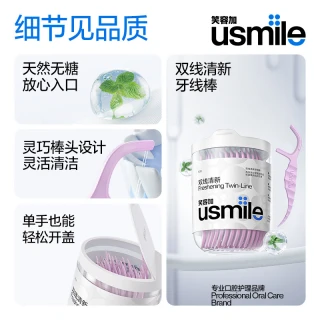 细节见品质
笑容加
usmile
天然无糖
放心入口
灵巧棒头设计
灵活清洁
单手也能
轻松开盖
双线清新
牙线棒
双线清新
Freshening Twin-Line
笑容加
usmile
专业口腔护理品牌
Professional Oral Care
Brand